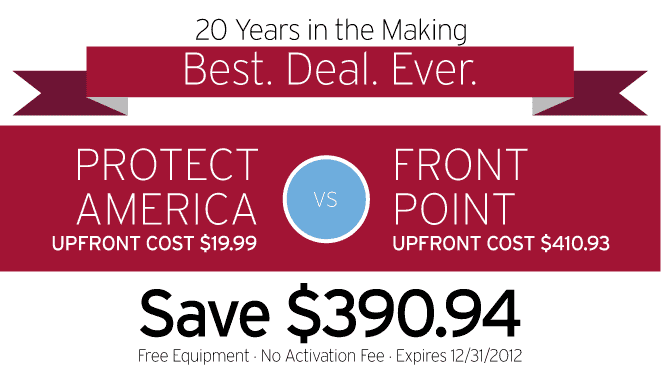 20 Years in the Making
Best. Deal. Ever.
PROTECT
AMERICA
UPFRONT COST $19.99
VS
FRONT
POINT
UPFRONT COST $410.93
Save $390.94
Free Equipment · No Activation Fee · Expires 12/31/2012